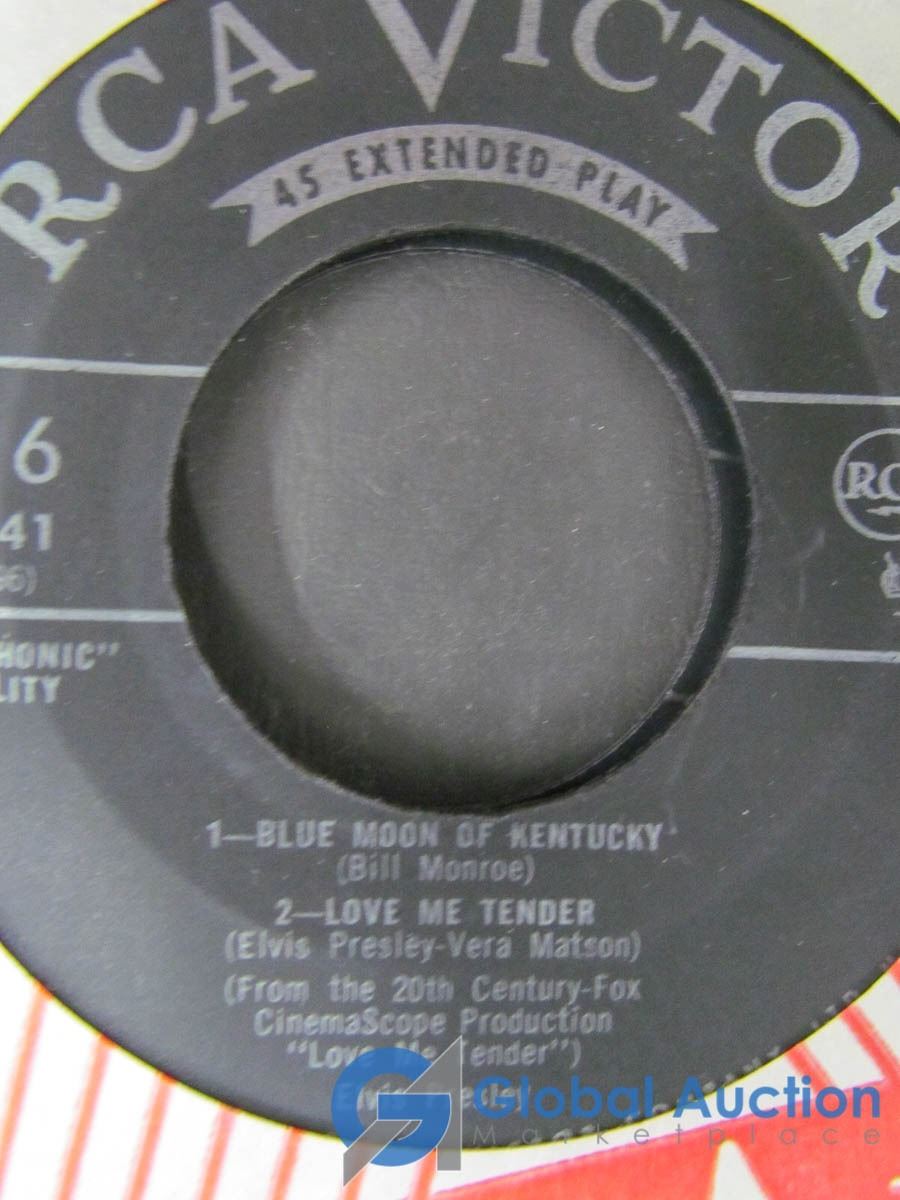 RCA VICTOR
45 EXTENDED PLAY
6
41
RC
HONIC"
LITY
1—BLUE MOON OF KENTUCKY
(Bill Monroe)
2—LOVE ME TENDER
(Elvis Presley-Vera Matson)
(From the 20th Century-Fox
CinemaScope Production
"Love Me Tender")
Elvis Presley
Global Auction
Marketplace